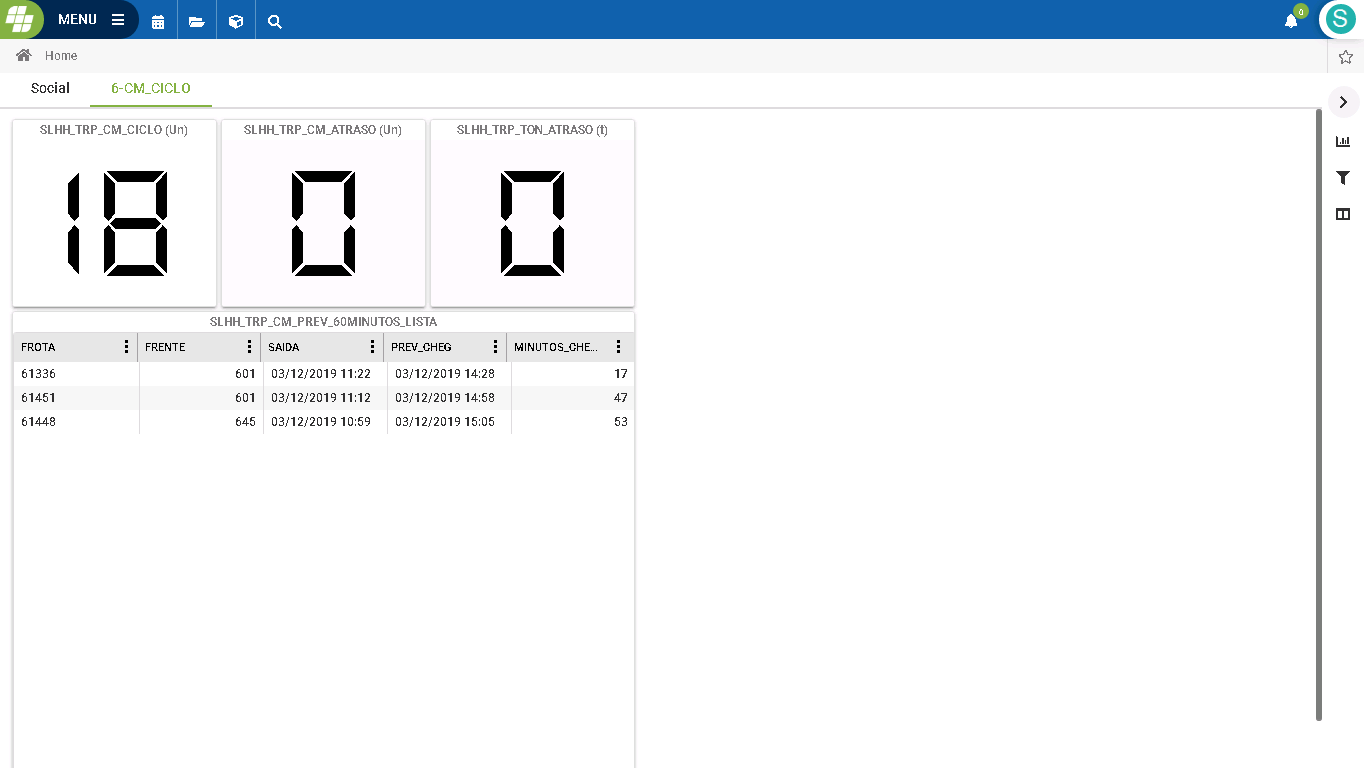 MENU
0
S
Home
Social 6-CM_CICLO
SLHH_TRP_CM_CICLO (Un) SLHH_TRP_CM_ATRASO (Un) SLHH_TRP_TON_ATRASO (t)
18 0 0
SLHH_TRP_CM_PREV_60MINUTOS_LISTA
FROTA FRENTE SAIDA PREV_CHEG MINUTOS_CHE...
61336 601 03/12/2019 11:22 03/12/2019 14:28 17
61451 601 03/12/2019 11:12 03/12/2019 14:58 47
61448 645 03/12/2019 10:59 03/12/2019 15:05 53